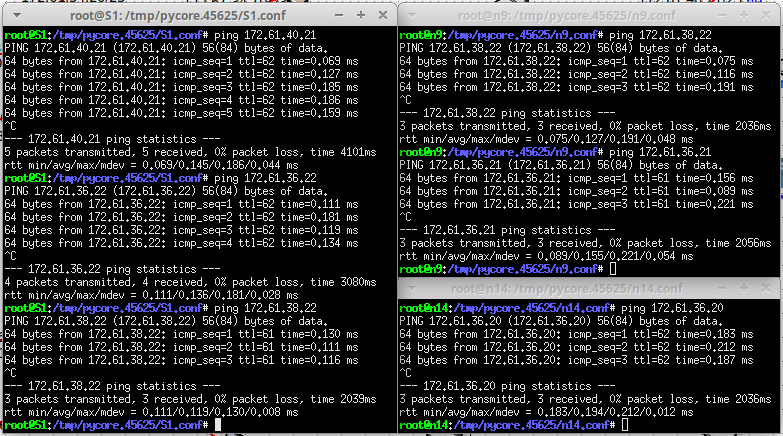 root@S1: /tmp/pycore.45625/S1.conf
root@S1:/tmp/pycore.45625/S1.conf# ping 172.61.40.21
PING 172.61.40.21 (172.61.40.21) 56(84) bytes of data.
64 bytes from 172.61.40.21: icmp_seq=1 ttl=62 time=0.069 ms
64 bytes from 172.61.40.21: icmp_seq=2 ttl=62 time=0.127 ms
64 bytes from 172.61.40.21: icmp_seq=3 ttl=62 time=0.185 ms
64 bytes from 172.61.40.21: icmp_seq=4 ttl=62 time=0.186 ms
64 bytes from 172.61.40.21: icmp_seq=5 ttl=62 time=0.159 ms
^C
--- 172.61.40.21 ping statistics ---
5 packets transmitted, 5 received, 0% packet loss, time 4101ms
rtt min/avg/max/mdev = 0.069/0.145/0.186/0.044 ms
root@S1:/tmp/pycore.45625/S1.conf# ping 172.61.36.22
PING 172.61.36.22 (172.61.36.22) 56(84) bytes of data.
64 bytes from 172.61.36.22: icmp_seq=1 ttl=62 time=0.111 ms
64 bytes from 172.61.36.22: icmp_seq=2 ttl=62 time=0.181 ms
64 bytes from 172.61.36.22: icmp_seq=3 ttl=62 time=0.119 ms
64 bytes from 172.61.36.22: icmp_seq=4 ttl=62 time=0.134 ms
^C
--- 172.61.36.22 ping statistics ---
4 packets transmitted, 4 received, 0% packet loss, time 3080ms
rtt min/avg/max/mdev = 0.111/0.136/0.181/0.028 ms
root@S1:/tmp/pycore.45625/S1.conf# ping 172.61.38.22
PING 172.61.38.22 (172.61.38.22) 56(84) bytes of data.
64 bytes from 172.61.38.22: icmp_seq=1 ttl=61 time=0.130 ms
64 bytes from 172.61.38.22: icmp_seq=2 ttl=61 time=0.111 ms
64 bytes from 172.61.38.22: icmp_seq=3 ttl=61 time=0.116 ms
^C
--- 172.61.38.22 ping statistics ---
3 packets transmitted, 3 received, 0% packet loss, time 2039ms
rtt min/avg/max/mdev = 0.111/0.119/0.130/0.008 ms
root@S1:/tmp/pycore.45625/S1.conf#
root@n9: /tmp/pycore.45625/n9.conf
root@n9:/tmp/pycore.45625/n9.conf# ping 172.61.38.22
PING 172.61.38.22 (172.61.38.22) 56(84) bytes of data.
64 bytes from 172.61.38.22: icmp_seq=1 ttl=62 time=0.075 ms
64 bytes from 172.61.38.22: icmp_seq=2 ttl=62 time=0.116 ms
64 bytes from 172.61.38.22: icmp_seq=3 ttl=62 time=0.191 ms
^C
--- 172.61.38.22 ping statistics ---
3 packets transmitted, 3 received, 0% packet loss, time 2036ms
rtt min/avg/max/mdev = 0.075/0.127/0.191/0.048 ms
root@n9:/tmp/pycore.45625/n9.conf# ping 172.61.36.21
PING 172.61.36.21 (172.61.36.21) 56(84) bytes of data.
64 bytes from 172.61.36.21: icmp_seq=1 ttl=61 time=0.156 ms
64 bytes from 172.61.36.21: icmp_seq=2 ttl=61 time=0.089 ms
64 bytes from 172.61.36.21: icmp_seq=3 ttl=61 time=0.221 ms
^C
--- 172.61.36.21 ping statistics ---
3 packets transmitted, 3 received, 0% packet loss, time 2056ms
rtt min/avg/max/mdev = 0.089/0.155/0.221/0.054 ms
root@n9:/tmp/pycore.45625/n9.conf#
root@n14: /tmp/pycore.45625/n14.conf
root@n14:/tmp/pycore.45625/n14.conf# ping 172.61.36.20
PING 172.61.36.20 (172.61.36.20) 56(84) bytes of data.
64 bytes from 172.61.36.20: icmp_seq=1 ttl=62 time=0.183 ms
64 bytes from 172.61.36.20: icmp_seq=2 ttl=62 time=0.212 ms
64 bytes from 172.61.36.20: icmp_seq=3 ttl=62 time=0.187 ms
^C
--- 172.61.36.20 ping statistics ---
3 packets transmitted, 3 received, 0% packet loss, time 2036ms
rtt min/avg/max/mdev = 0.183/0.194/0.212/0.012 ms
root@n14:/tmp/pycore.45625/n14.conf#